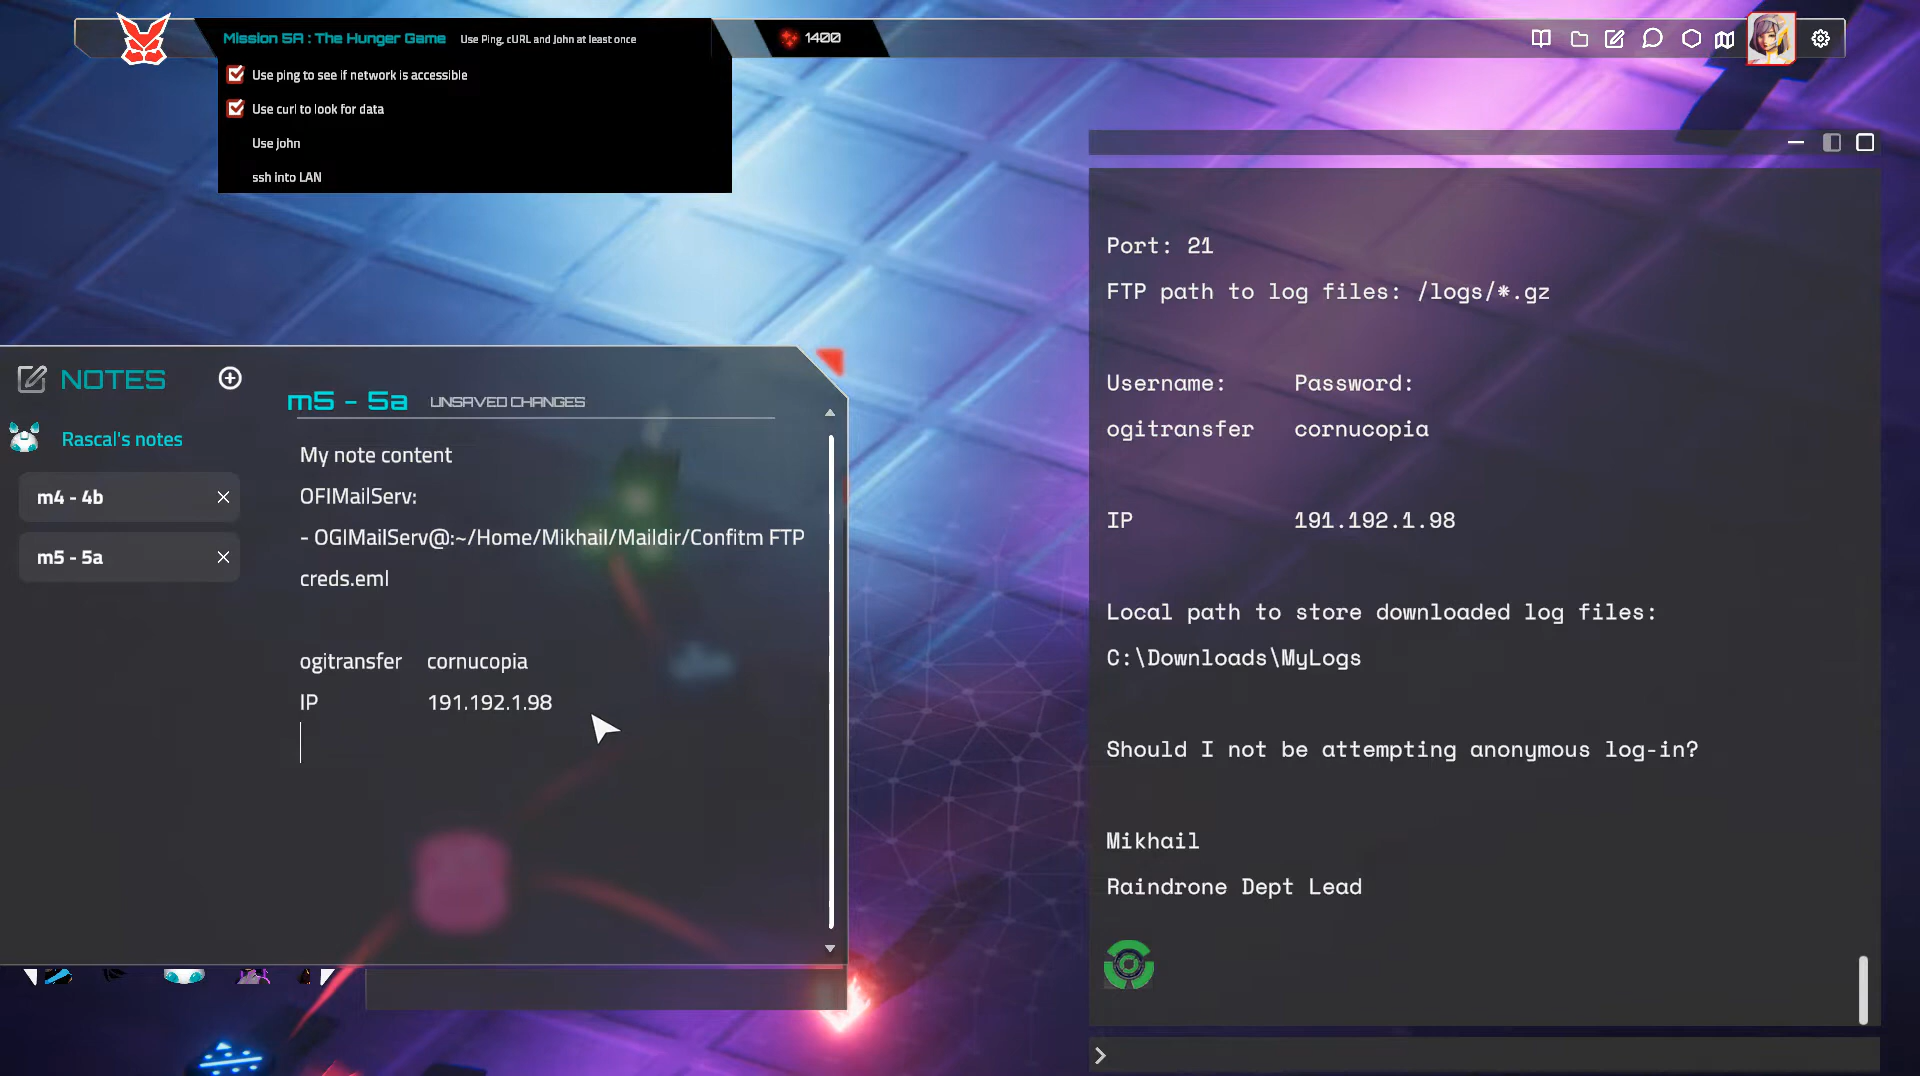 Mission 5A : The Hunger Game Use Ping, cURL and John at least once
Use ping to see if network is accessible
Use curl to look for data
Use john
ssh into LAN
1400
NOTES
Rascal's notes
m4 - 4b
m5 - 5a
m5 - 5a UNSAVED CHANGES
My note content
OFIMailServ:
- OGIMailServ@:~/Home/Mikhail/Maildir/Confitm FTP
creds.eml
ogitransfer cornucopia
IP 191.192.1.98
Port: 21
FTP path to log files: /logs/*.gz
Username: Password:
ogitransfer cornucopia
IP 191.192.1.98
Local path to store downloaded log files:
C:\Downloads\MyLogs
Should I not be attempting anonymous log-in?
Mikhail
Raindrone Dept Lead
>